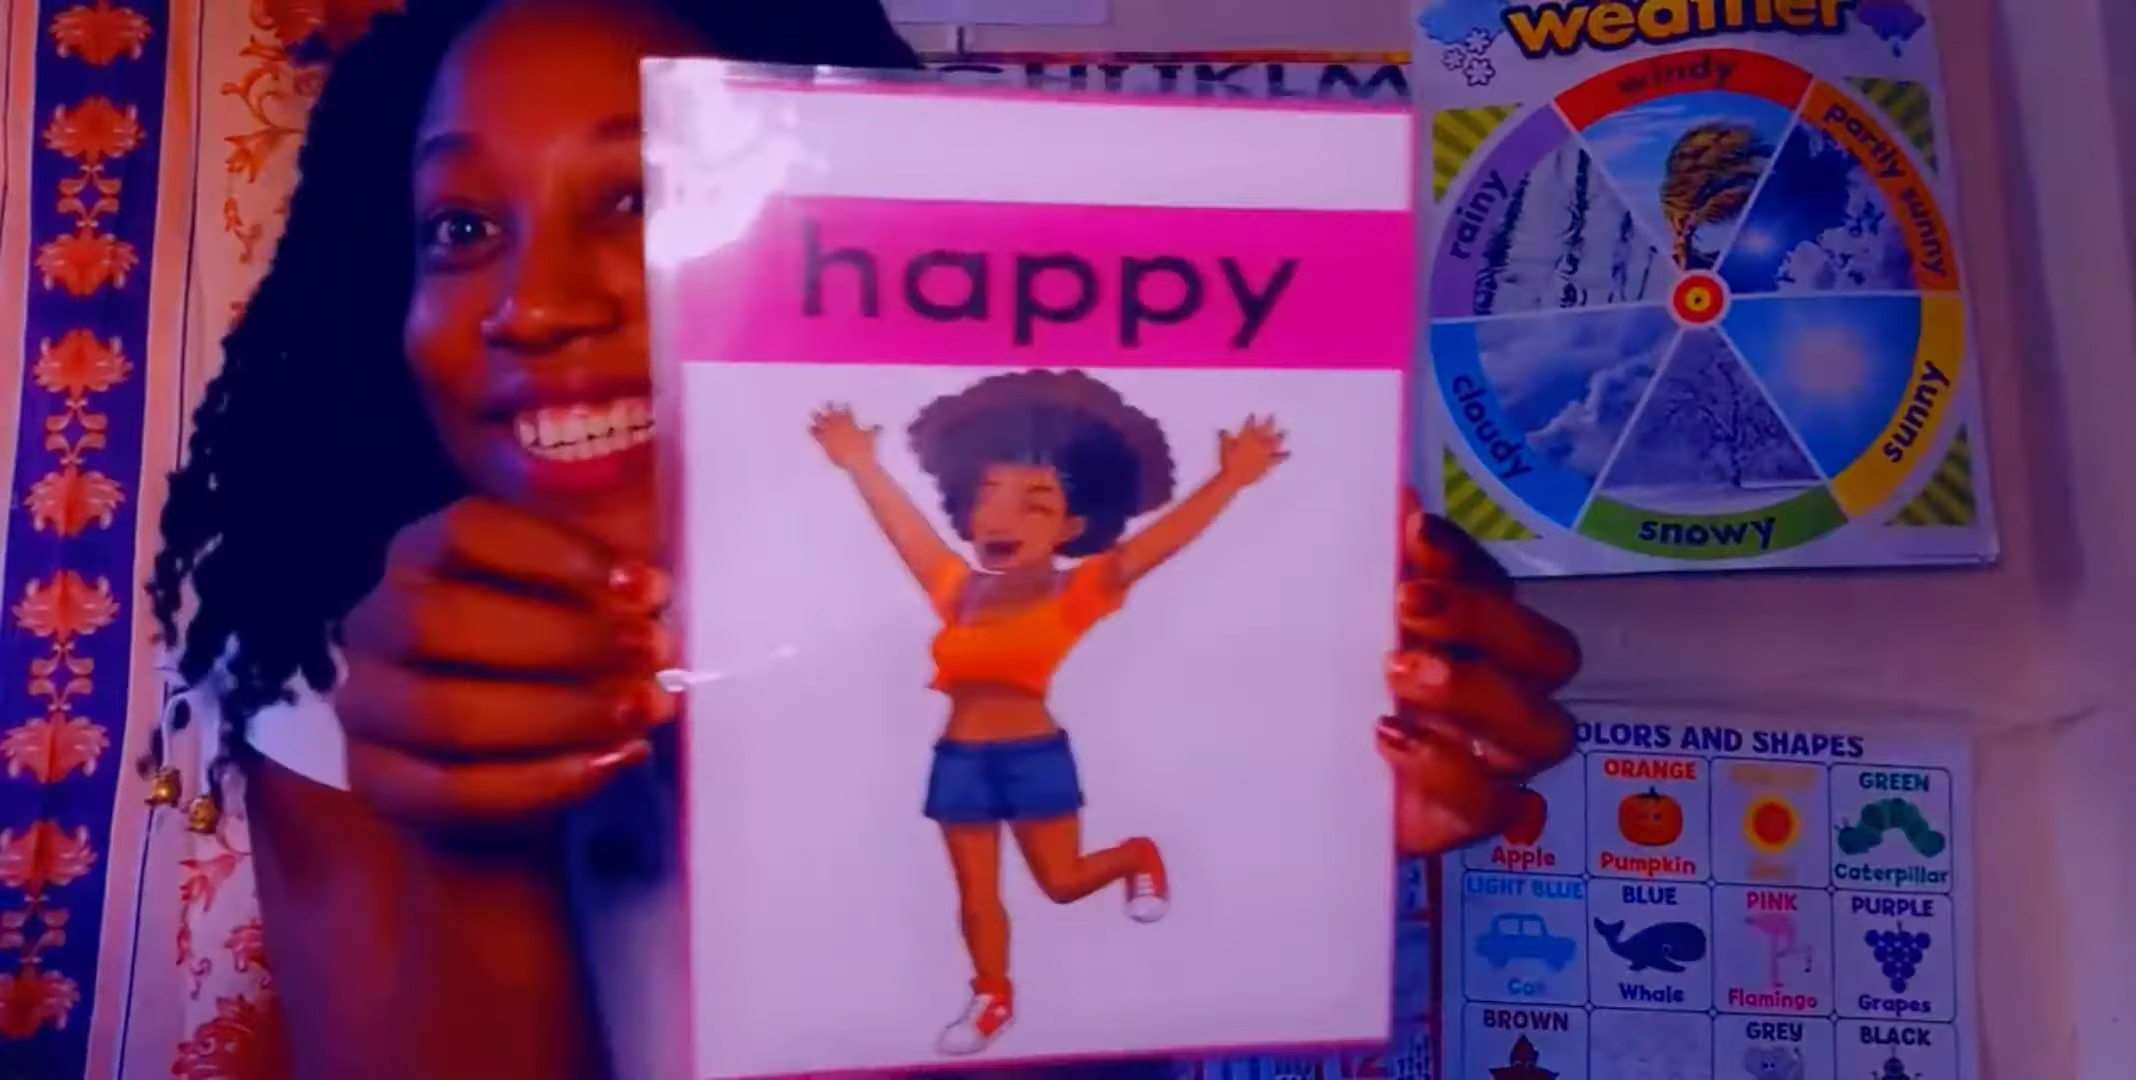 weather
windy
partly sunny
rainy
sunny
cloudy
snowy
HIJKLM
happy
COLORS AND SHAPES
ORANGE
GREEN
Apple
Pumpkin
Caterpillar
LIGHT BLUE
BLUE
PINK
PURPLE
Car
Whale
Flamingo
Grapes
BROWN
GREY
BLACK